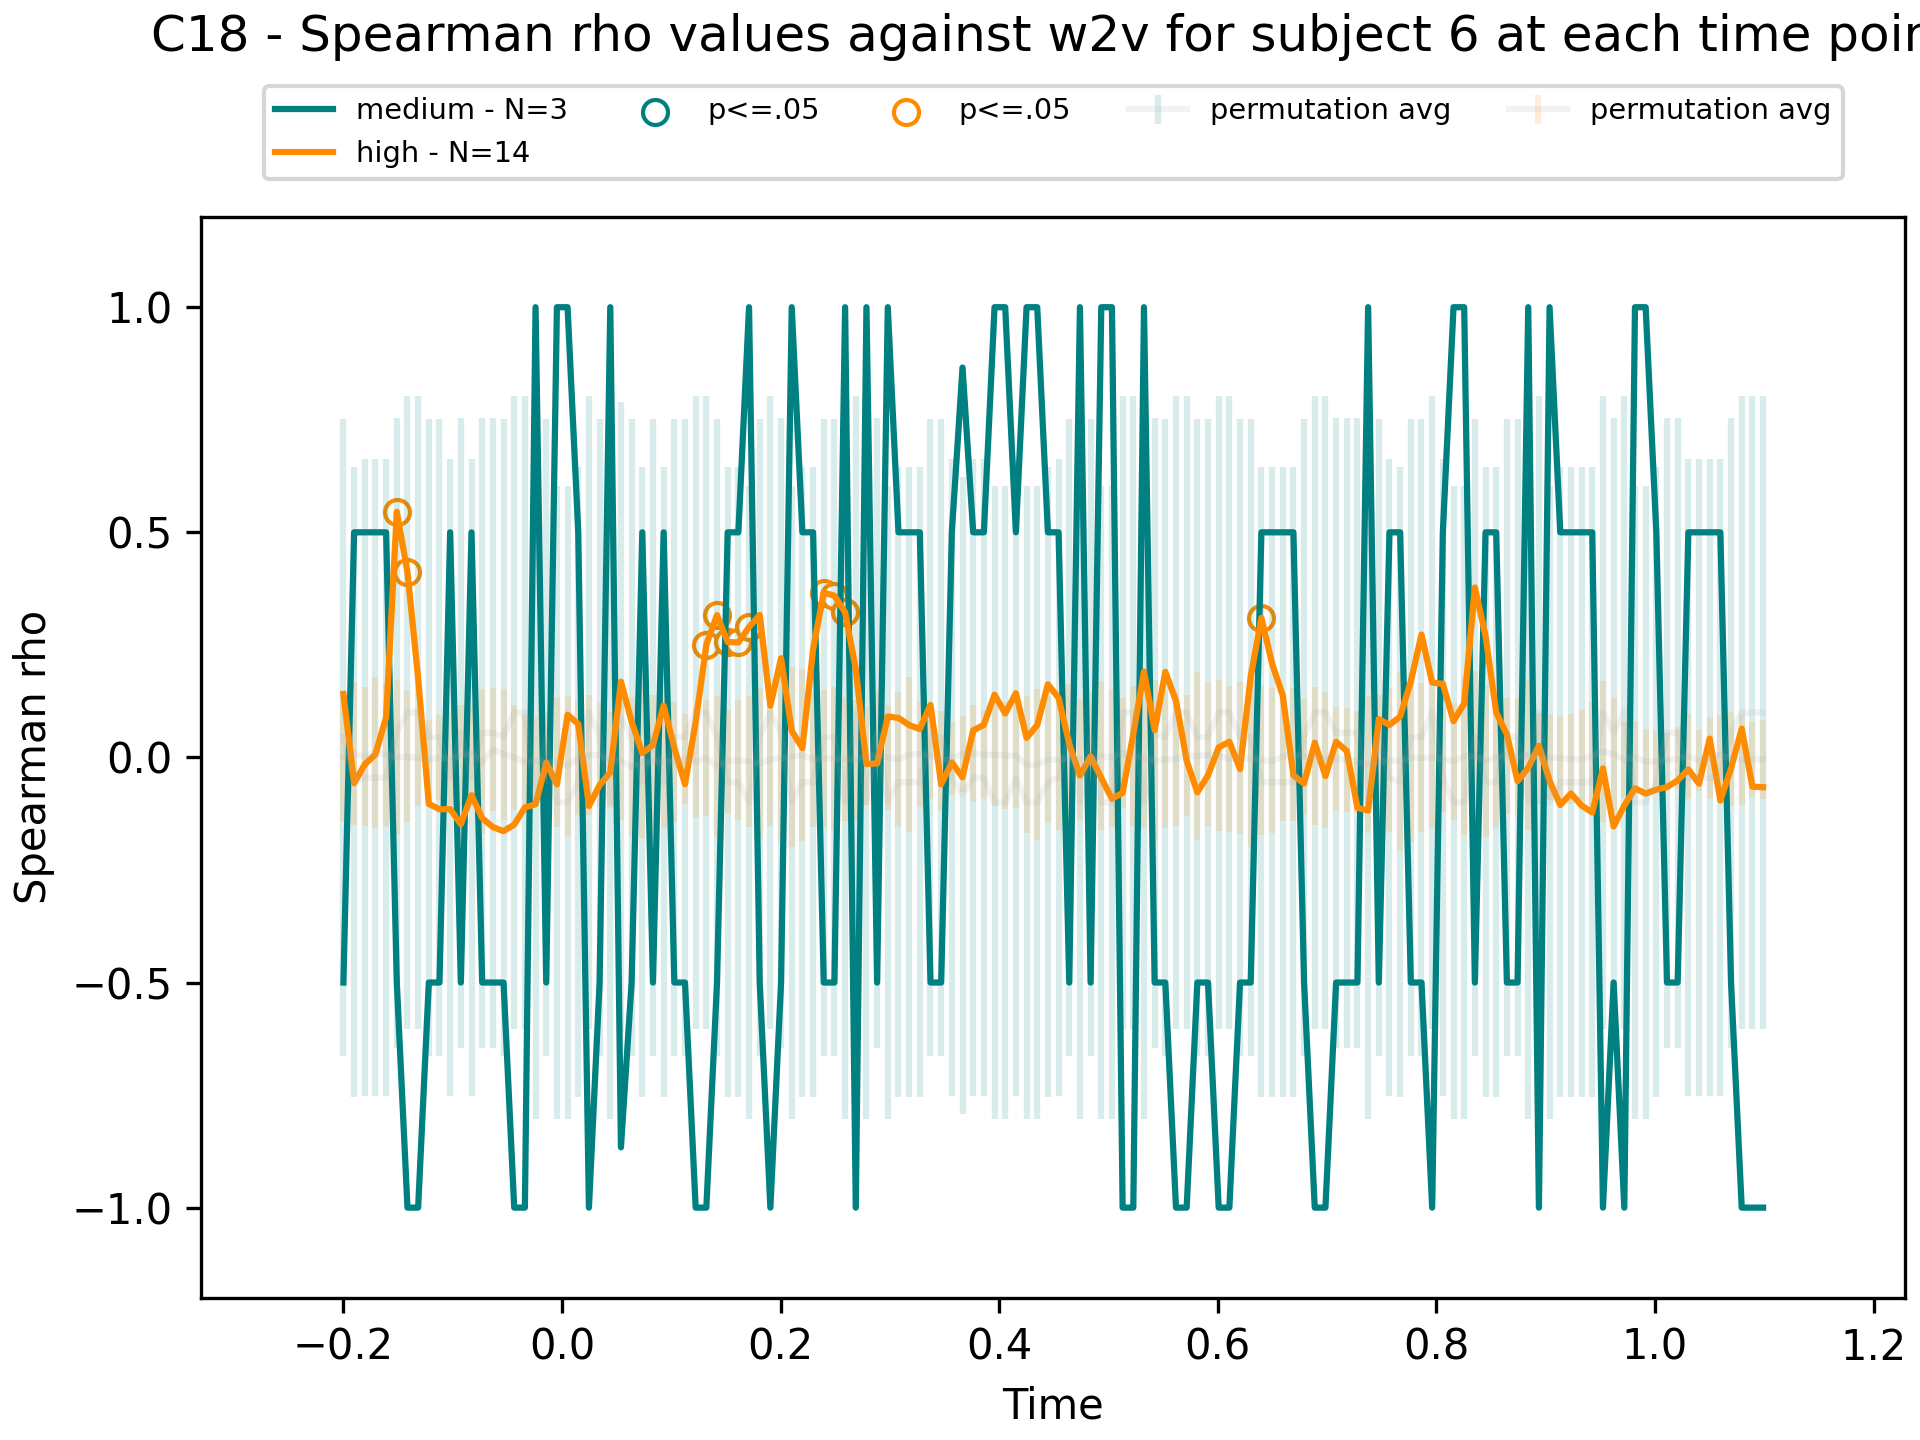 C18 - Spearman rho values against w2v for subject 6 at each time poin
medium - N=3
high - N=14
p<=.05
p<=.05
permutation avg
permutation avg
Spearman rho
1.0
0.5
0.0
−0.5
−1.0
−0.2 0.0 0.2 0.4 0.6 0.8 1.0 1.2
Time